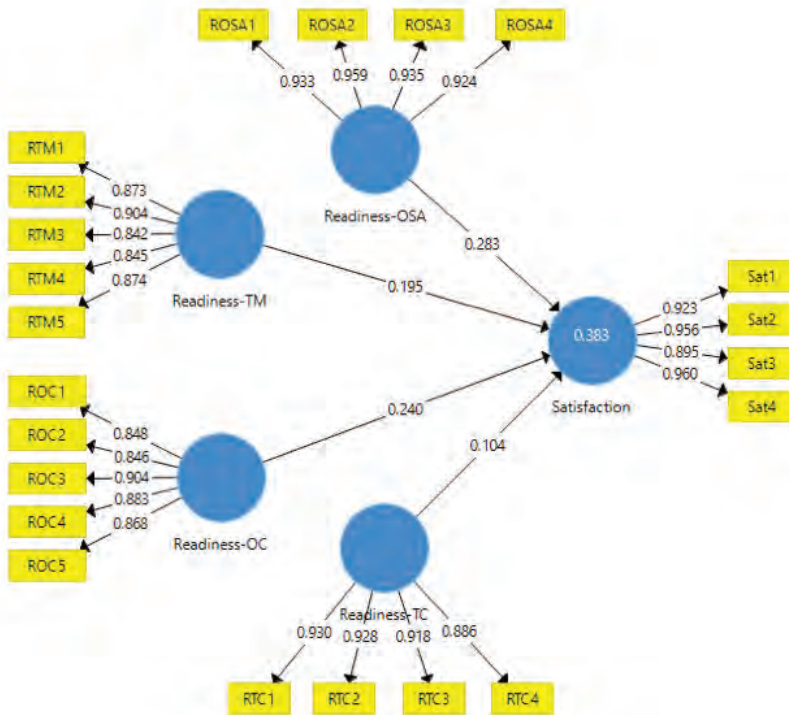 ROSA1 ROSA2 ROSA3 ROSA4
0.933 0.959 0.935 0.924
Readiness-OSA
RTM1
RTM2
RTM3
RTM4
RTM5
0.873
0.904
0.842
0.845
0.874
Readiness-TM
0.283
0.195
0.383
Satisfaction
0.923
0.956
0.895
0.960
Sat1
Sat2
Sat3
Sat4
ROC1
ROC2
ROC3
ROC4
ROC5
0.848
0.846
0.904
0.883
0.868
Readiness-OC
0.240
0.104
Readiness-TC
0.930 0.928 0.918 0.886
RTC1 RTC2 RTC3 RTC4